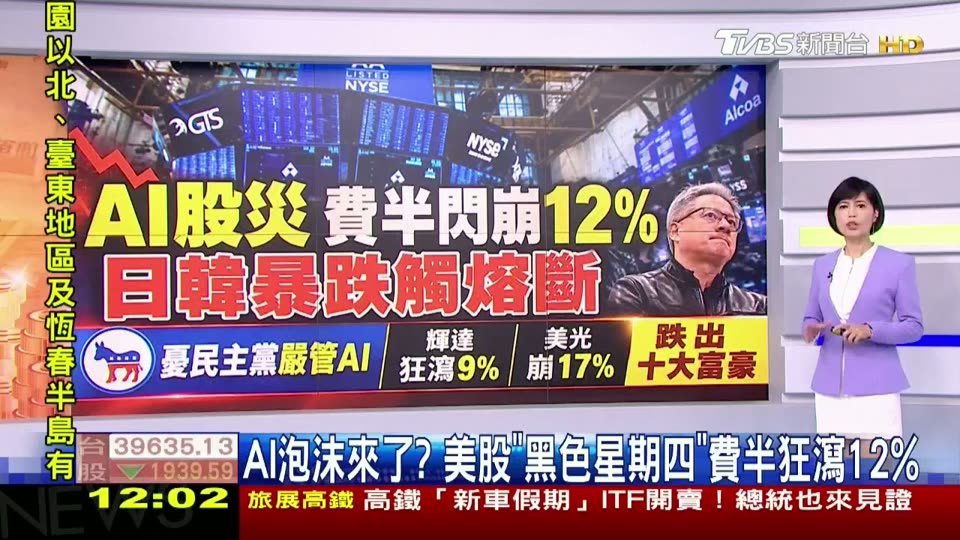 園以北、臺東地區及恆春半島有
TVBS新聞台 HD
LISTED
NYSE
GTS
NYSE
Alcoa
AI股災 費半閃崩12%
日韓暴跌觸熔斷
憂民主黨嚴管AI
輝達
狂瀉9%
美光
崩17%
跌出
十大富豪
台股
39635.13
▼ 1939.59
AI泡沫來了? 美股"黑色星期四"費半狂瀉12%
12:02
旅展高鐵 高鐵「新車假期」ITF開賣！總統也來見證
NEWS